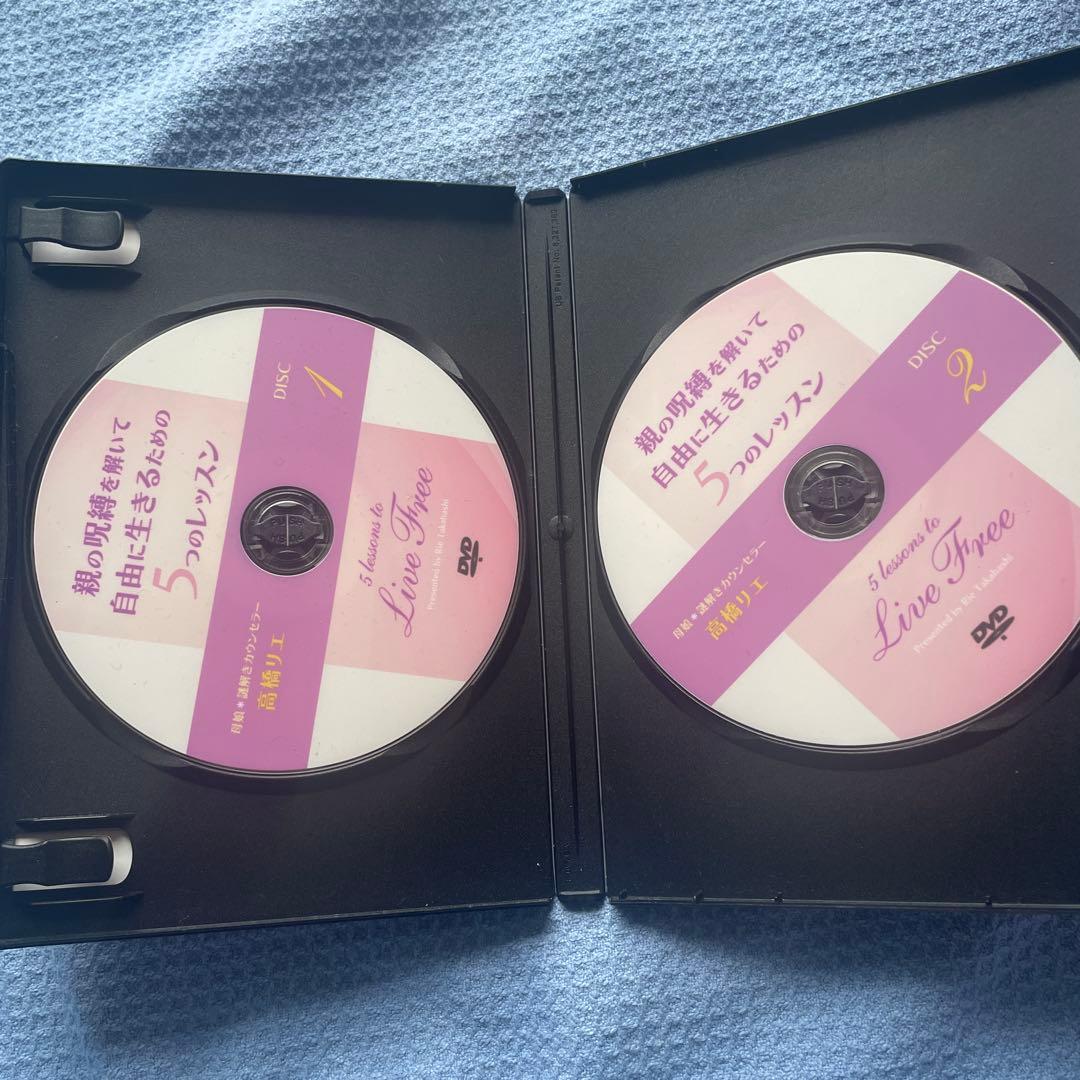 親の呪縛を解いて
自由に生きるための
5つのレッスン
DISC 1
母娘*謎解きカウンセラー
高橋リエ
5 lessons to
Live Free
Presented by Rie Takahashi
DVD
親の呪縛を解いて
自由に生きるための
5つのレッスン
DISC 2
母娘*謎解きカウンセラー
高橋リエ
5 lessons to
Live Free
Presented by Rie Takahashi
DVD